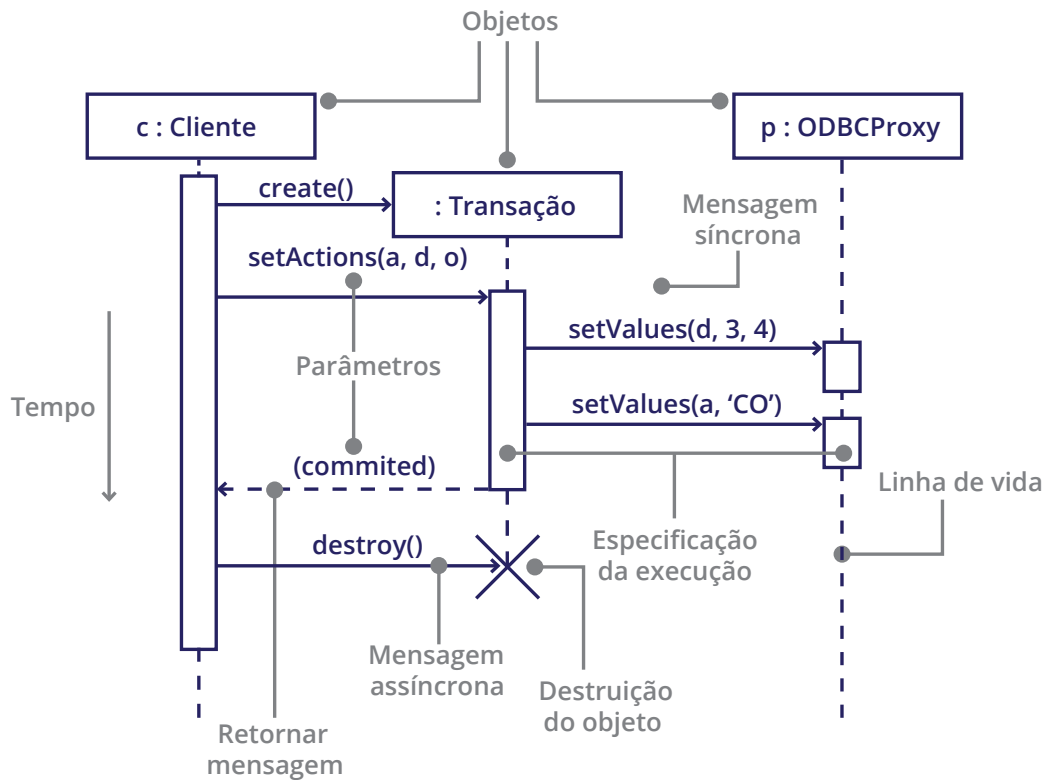 Objetos
c : Cliente
p : ODBCProxy
create()
: Transação
Mensagem
síncrona
setActions(a, d, o)
setValues(d, 3, 4)
Parâmetros
Tempo
setValues(a, ‘CO’)
(commited)
Linha de vida
destroy()
Especificação
da execução
Mensagem
assíncrona
Destruição
do objeto
Retornar
mensagem